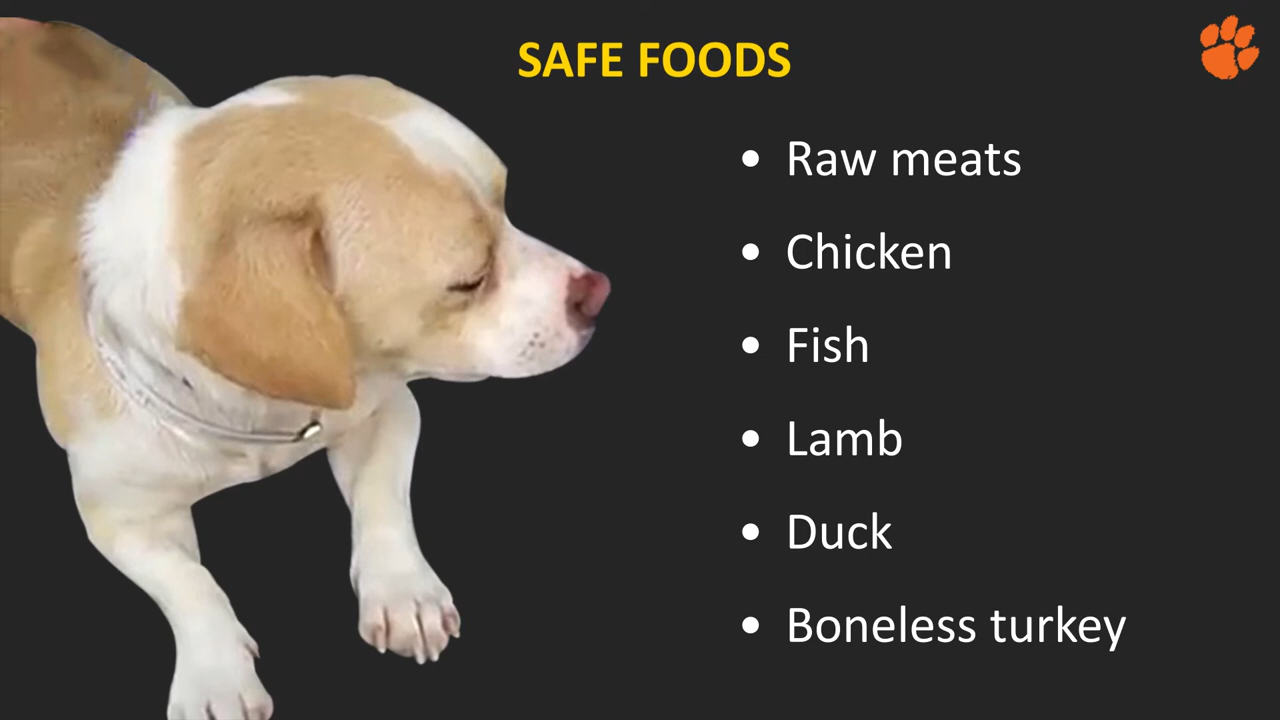 SAFE FOODS
• Raw meats
• Chicken
• Fish
• Lamb
• Duck
• Boneless turkey